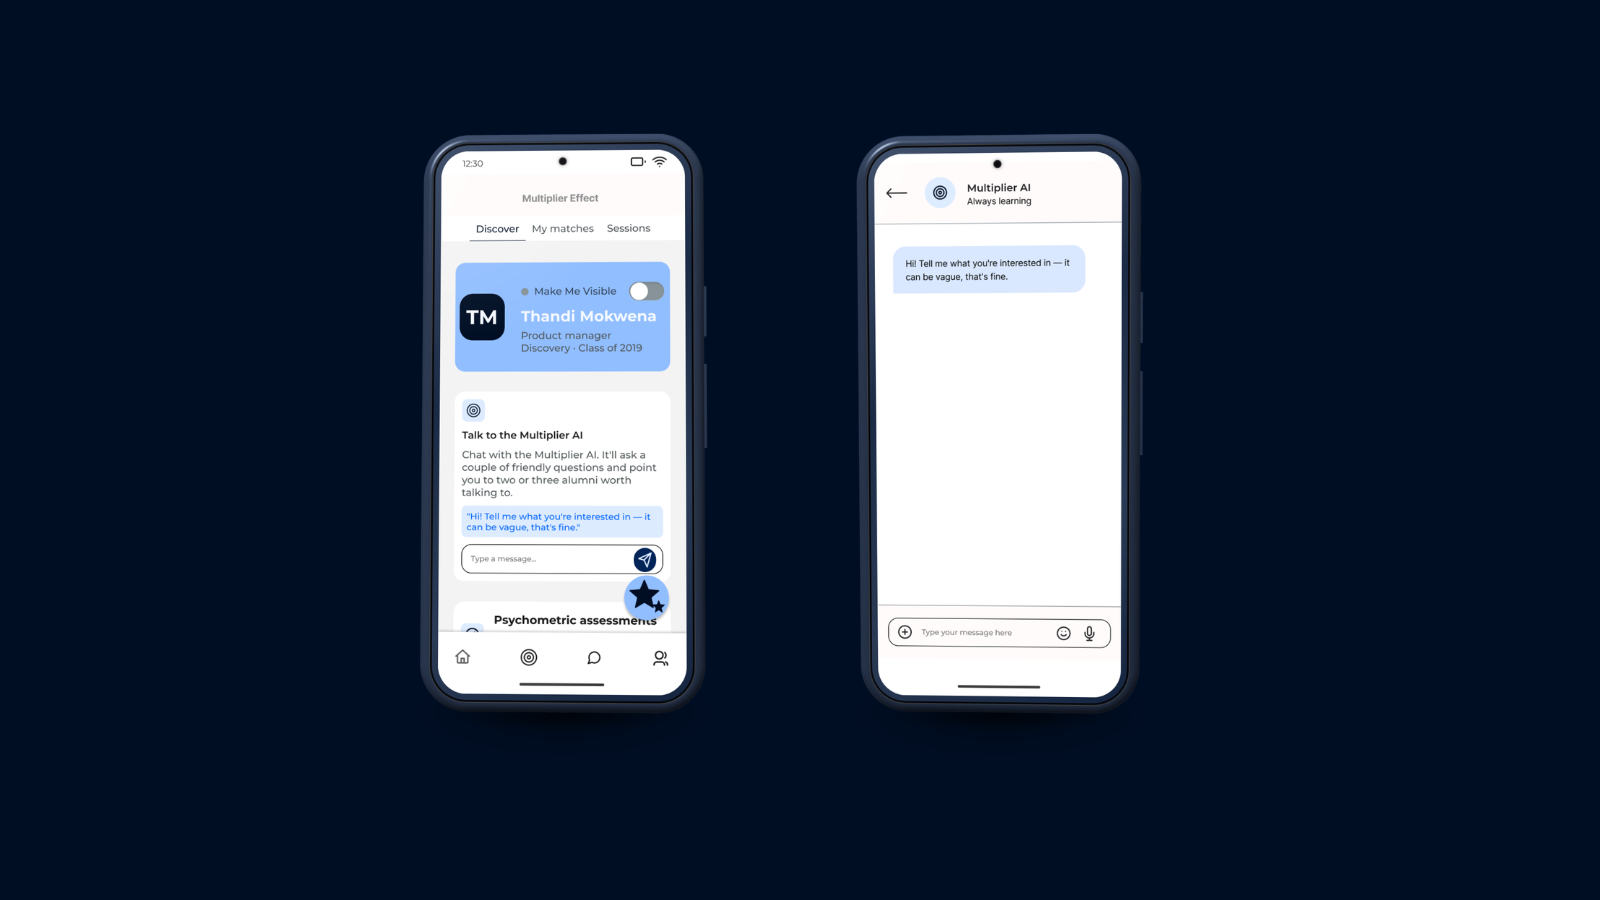 12:30
Multiplier Effect
Discover My matches Sessions
Make Me Visible
TM
Thandi Mokwena
Product manager
Discovery · Class of 2019
Talk to the Multiplier AI
Chat with the Multiplier AI. It'll ask a
couple of friendly questions and point
you to two or three alumni worth
talking to.
"Hi! Tell me what you're interested in — it
can be vague, that's fine."
Type a message...
Psychometric assessments
Multiplier AI
Always learning
Hi! Tell me what you're interested in — it
can be vague, that's fine.
Type your message here